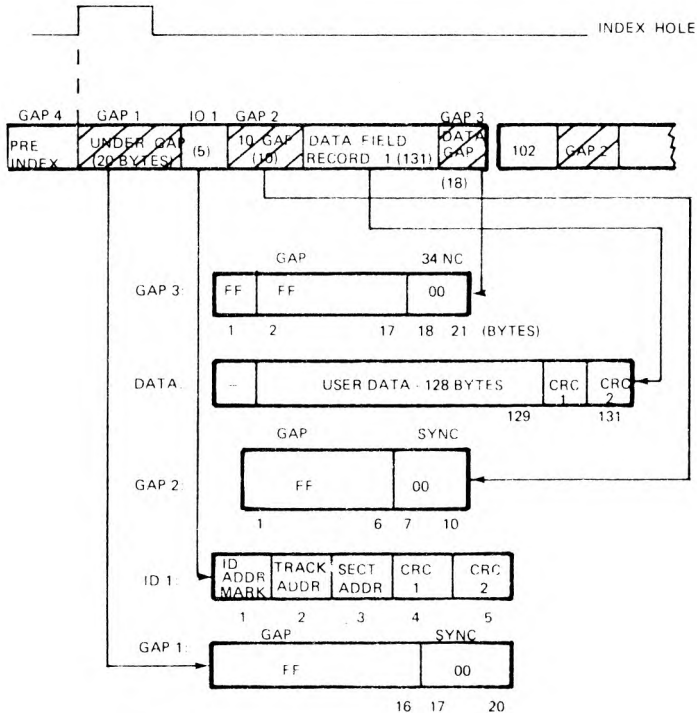 INDEX HOLE
GAP 4 GAP 1 IO 1 GAP 2 GAP 3
PRE INDEX
UNDER GAP (20 BYTES)
(5)
10 GAP (10)
DATA FIELD RECORD 1 (131)
DATA GAP
(18)
102
GAP 2
GAP 34 NC
GAP 3:
FF FF 00
1 2 17 18 21 (BYTES)
DATA:
– USER DATA - 128 BYTES CRC 1 CRC 2
129 131
GAP SYNC
GAP 2:
FF 00
1 6 7 10
ID 1:
ID ADDR MARK
TRACK ADDR
SECT ADDR
CRC 1
CRC 2
1 2 3 4 5
GAP SYNC
GAP 1:
FF 00
16 17 20